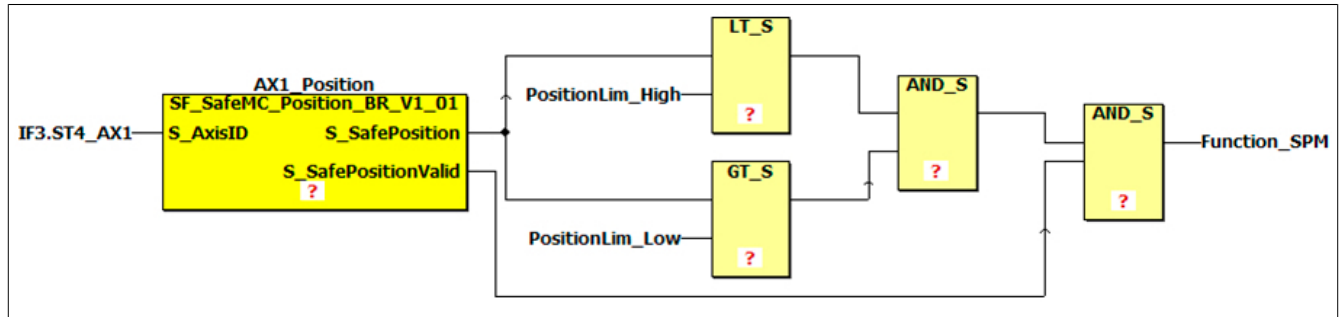 AX1_Position
SF_SafeMC_Position_BR_V1_01
IF3.ST4_AX1
S_AxisID
S_SafePosition
S_SafePositionValid
?
LT_S
PositionLim_High
?
GT_S
PositionLim_Low
?
AND_S
?
AND_S
?
Function_SPM